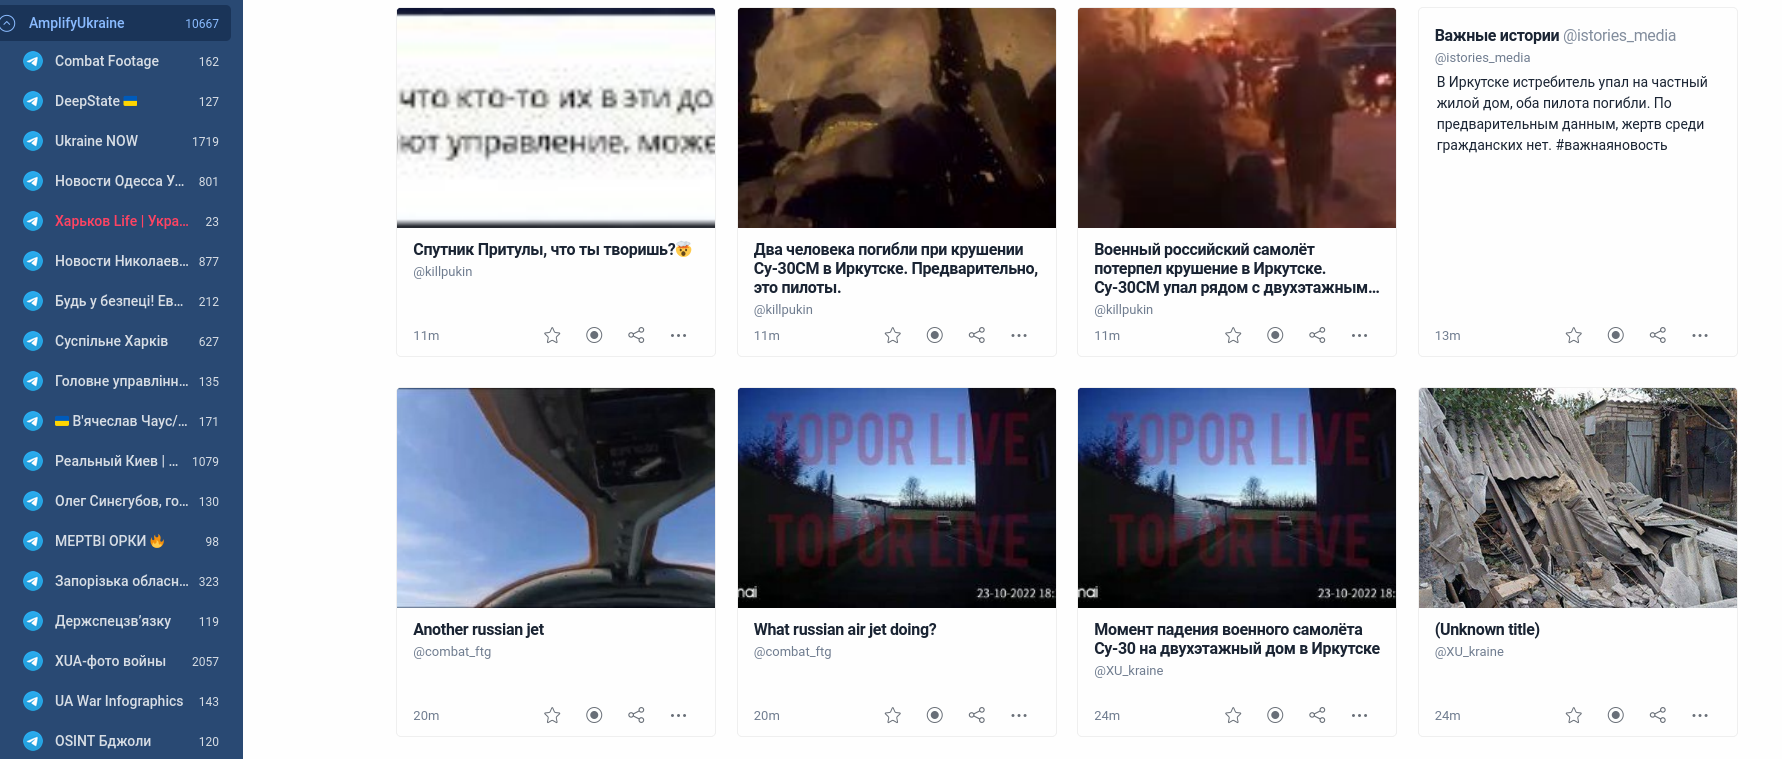 AmplifyUkraine 10667
Combat Footage 162
DeepState 🇺🇦 127
Ukraine NOW 1719
Новости Одесса У... 801
Харьков Life | Укра... 23
Новости Николаев... 877
Будь у безпеці! Ев... 212
Суспільне Харків 627
Головне управлінн... 135
🇺🇦 В'ячеслав Чаус/... 171
Реальный Киев | ... 1079
Олег Синєгубов, го... 130
МЕРТВІ ОРКИ 🔥 98
Запорізька обласн... 323
Держспецзв’язку 119
XUA-фото войны 2057
UA War Infographics 143
OSINT Бджоли 120
что кто-то их в эти до
ют управление. може
Спутник Притулы, что ты творишь?🤯
@killpukin
11m
Два человека погибли при крушении
Су-30СМ в Иркутске. Предварительно,
это пилоты.
@killpukin
11m
Военный российский самолёт
потерпел крушение в Иркутске.
Су-30СМ упал рядом с двухэтажным...
@killpukin
11m
Важные истории @istories_media
@istories_media
В Иркутске истребитель упал на частный
жилой дом, оба пилота погибли. По
предварительным данным, жертв среди
гражданских нет. #важнаяновость
13m
Another russian jet
@combat_ftg
20m
TOPOR LIVE
TOPOR LIVE
mai 23-10-2022 18:
What russian air jet doing?
@combat_ftg
20m
TOPOR LIVE
TOPOR LIVE
mai 23-10-2022 18:
Момент падения военного самолёта
Су-30 на двухэтажный дом в Иркутске
@XU_kraine
24m
(Unknown title)
@XU_kraine
24m